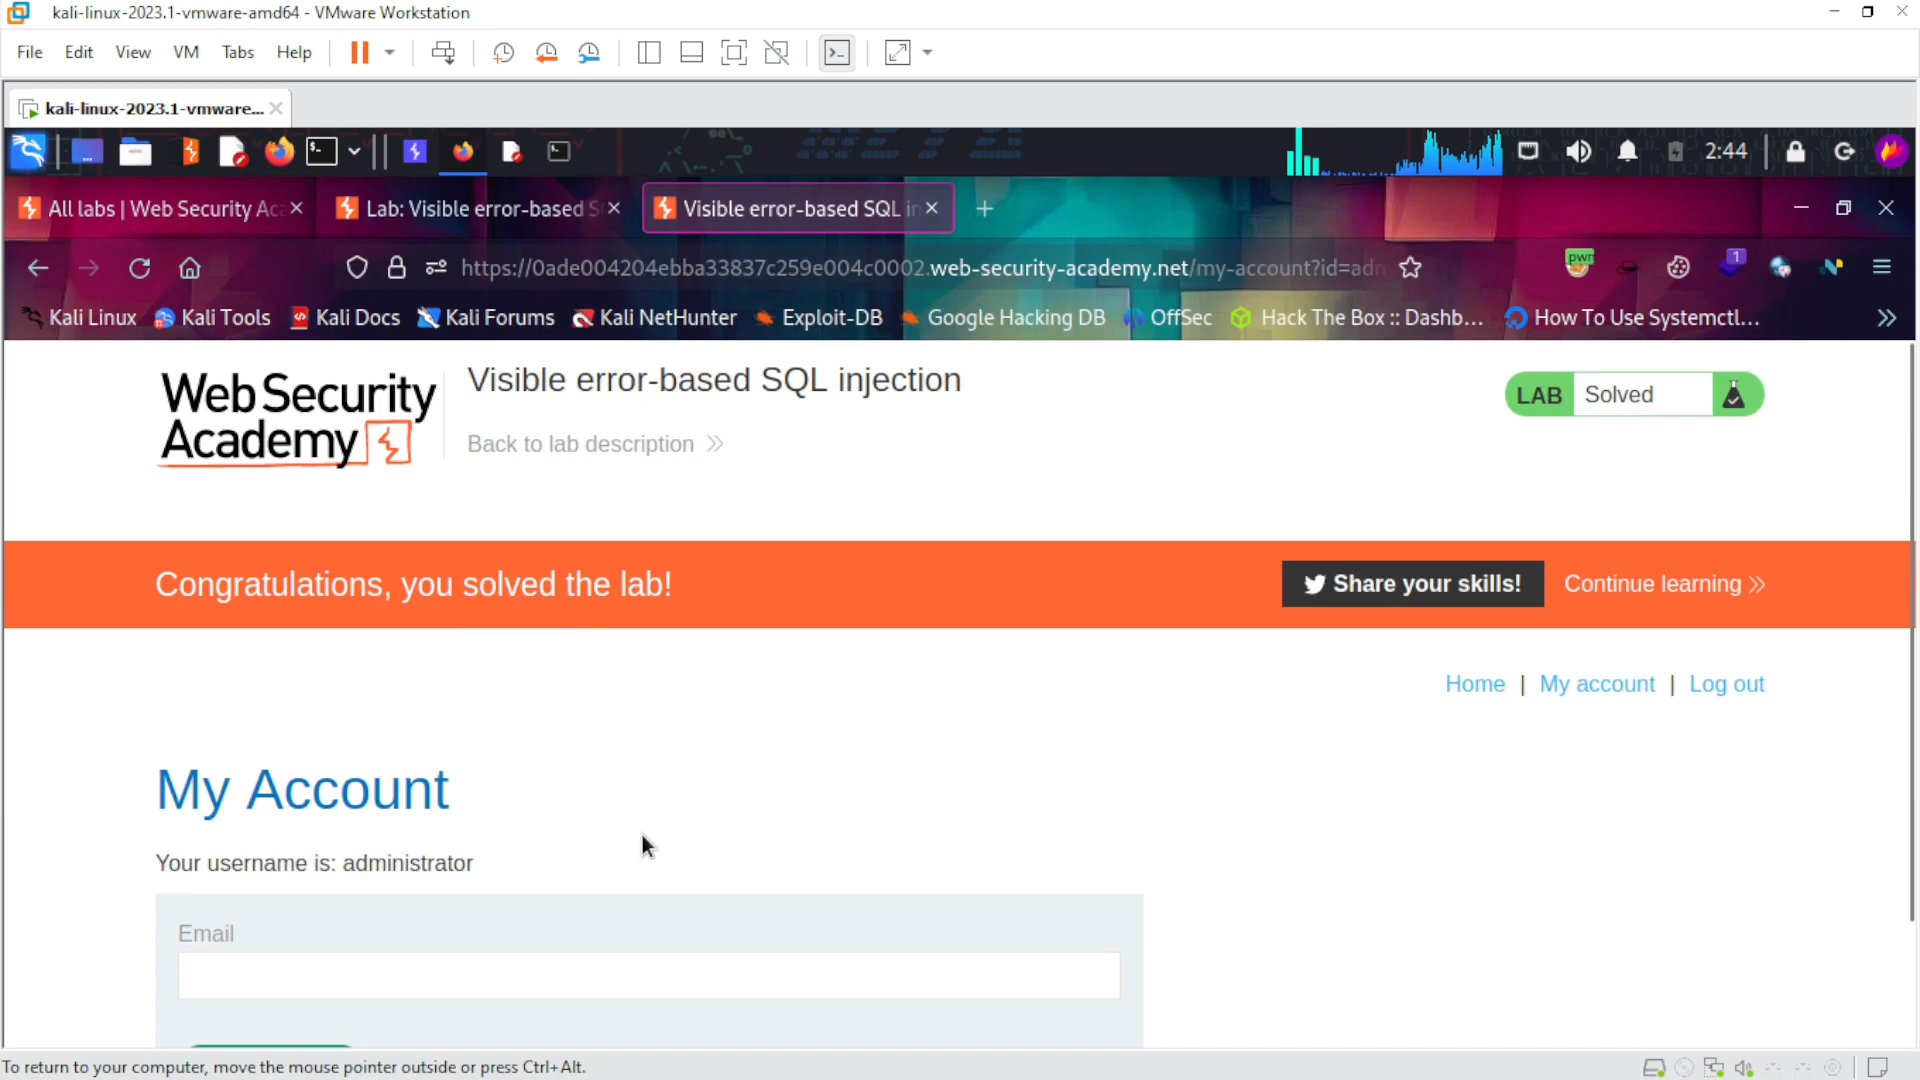 kali-linux-2023.1-vmware-amd64 - VMware Workstation
File Edit View VM Tabs Help
kali-linux-2023.1-vmware...
2:44
All labs | Web Security Ac
Lab: Visible error-based S
Visible error-based SQL in
https://0ade004204ebba33837c259e004c0002.web-security-academy.net/my-account?id=adm
Kali Linux Kali Tools Kali Docs Kali Forums Kali NetHunter Exploit-DB Google Hacking DB OffSec Hack The Box :: Dashb... How To Use Systemctl...
Web Security Academy
Visible error-based SQL injection
Back to lab description
LAB Solved
Congratulations, you solved the lab!
Share your skills!
Continue learning
Home | My account | Log out
My Account
Your username is: administrator
Email
To return to your computer, move the mouse pointer outside or press Ctrl+Alt.